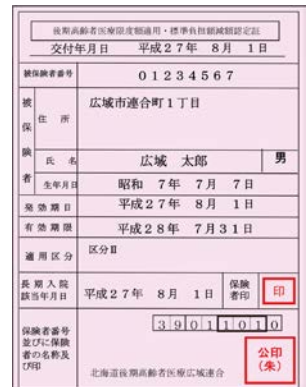 後期高齢者医療限度額適用・標準負担額減額認定証
交付年月日 平成27年 8月 1日
被保険者番号 01234567
被保険者
住所 広域市連合町1丁目
氏名 広域 太郎 男
生年月日 昭和 7年 7月 7日
発効期日 平成27年 8月 1日
有効期限 平成28年 7月31日
適用区分 区分Ⅱ
長期入院該当年月日 平成27年 8月 1日 保険者印 印
保険者番号並びに保険者の名称及び印
39011010
北海道後期高齢者医療広域連合
公印(朱)